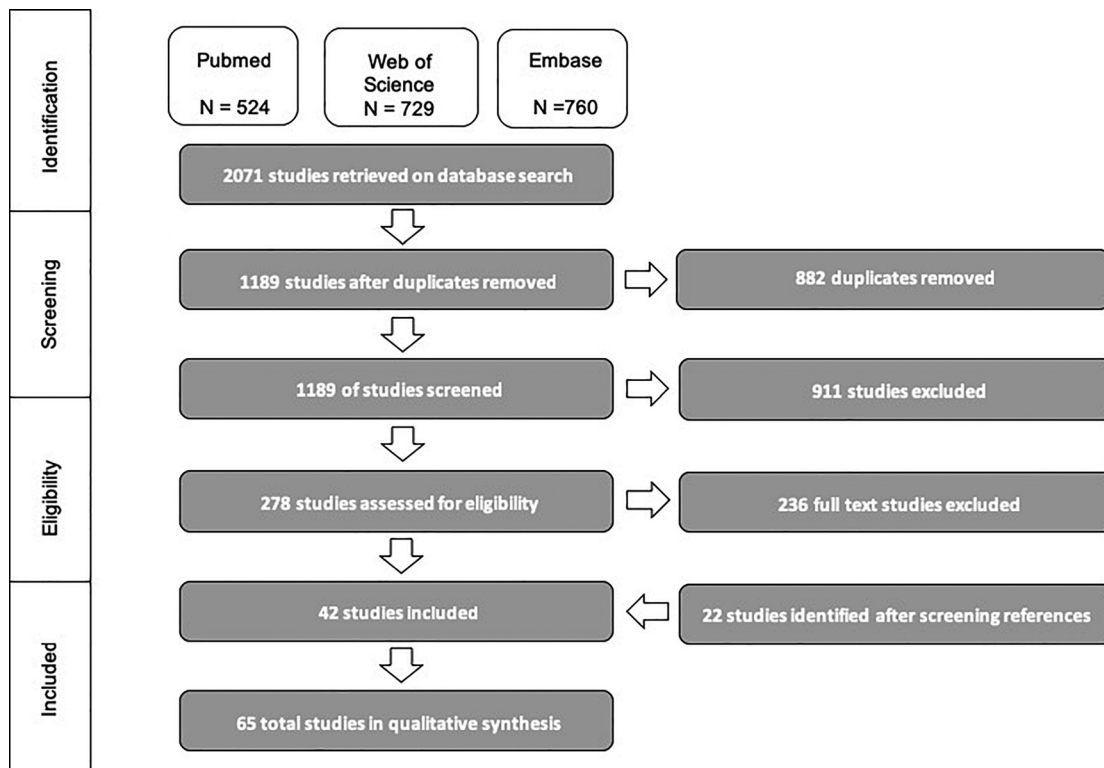 Identification
Pubmed
N = 524
Web of
Science
N = 729
Embase
N =760
2071 studies retrieved on database search
Screening
1189 studies after duplicates removed
882 duplicates removed
1189 of studies screened
911 studies excluded
Eligibility
278 studies assessed for eligibility
236 full text studies excluded
Included
42 studies included
22 studies identified after screening references
65 total studies in qualitative synthesis